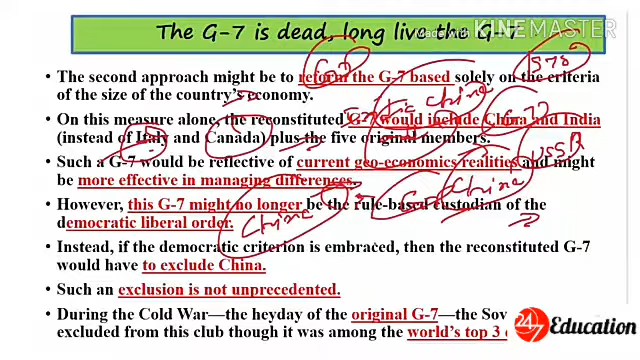 The G-7 is dead, long live the G-7
Made with KINEMASTER
• The second approach might be to reform the G-7 based solely on the criteria
of the size of the country's economy.
• On this measure alone, the reconstituted would include China and India
(instead of Italy and Canada) plus the five original members.
• Such a G-7 would be reflective of current geo-economics realities and might
be more effective in managing differences.
• However, this G-7 might no longer be the rule-based custodian of the
democratic liberal order.
• Instead, if the democratic criterion is embraced, then the reconstituted G-7
would have to exclude China.
• Such an exclusion is not unprecedented.
• During the Cold War—the heyday of the original G-7—the Sov
excluded from this club though it was among the world's top 3
China
China
USSR
China
24/7 Education